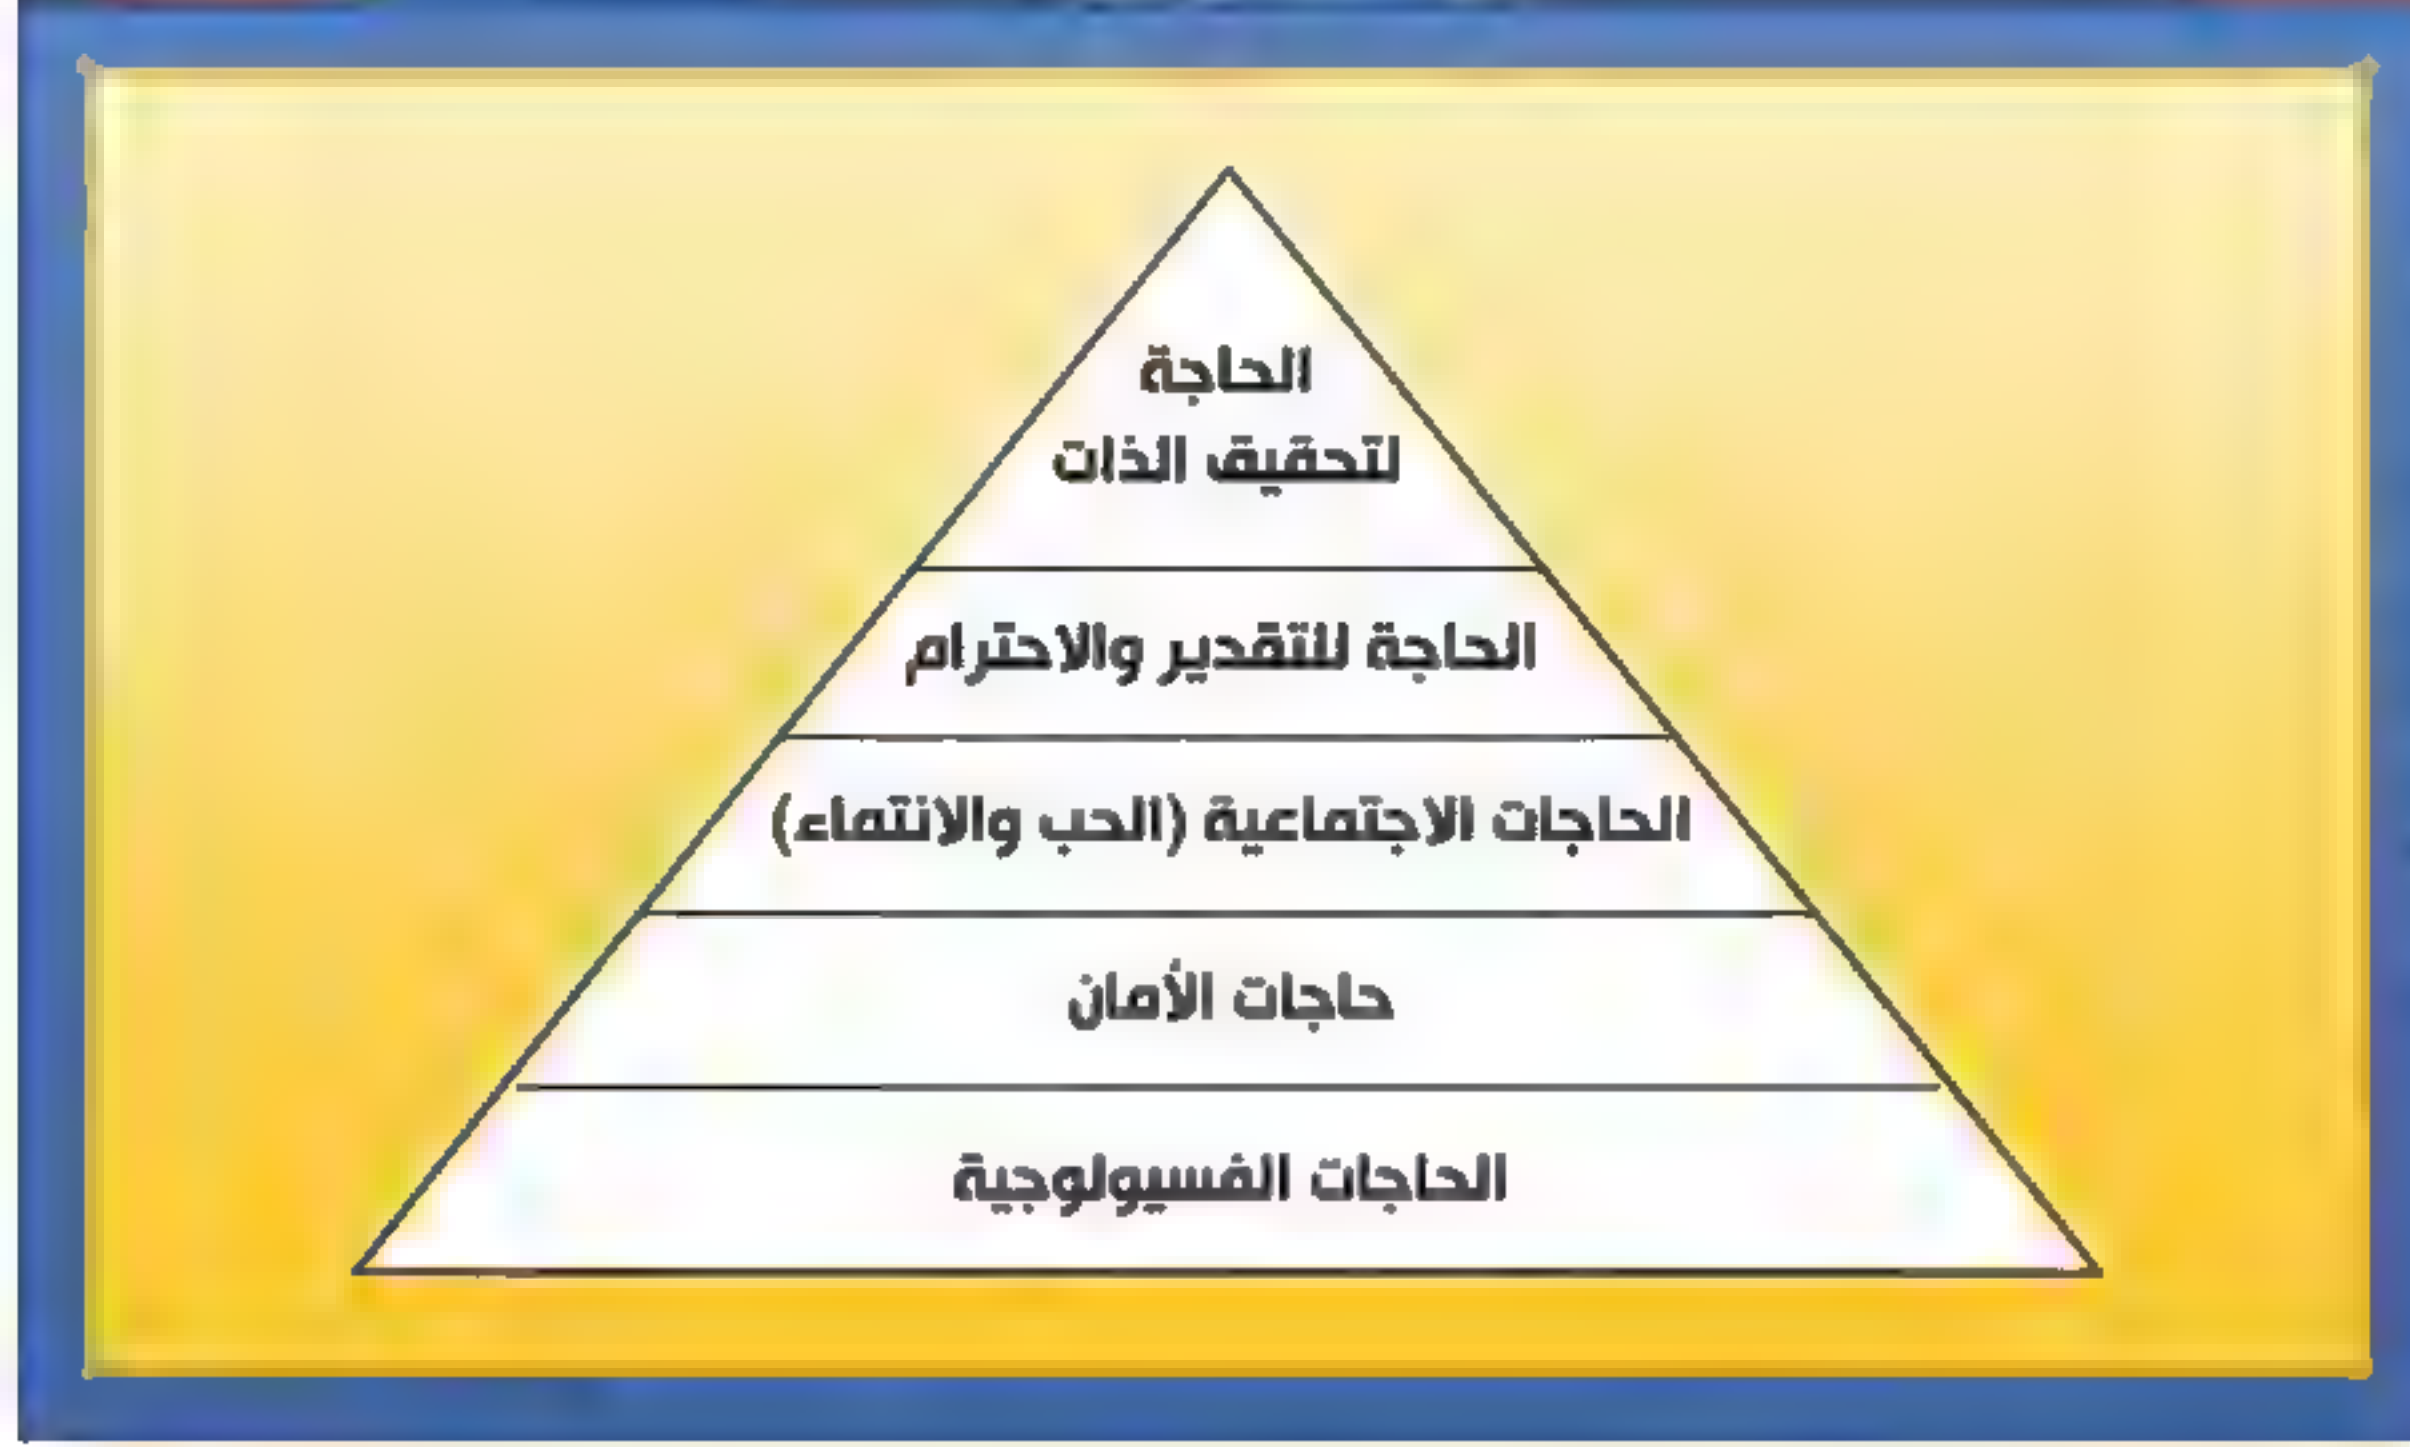 الحاجة
لتحقيق الذات
الحاجة للتقدير والاحترام
الحاجات الاجتماعية (الحب والانتماء)
حاجات الأمان
الحاجات الفسيولوجية